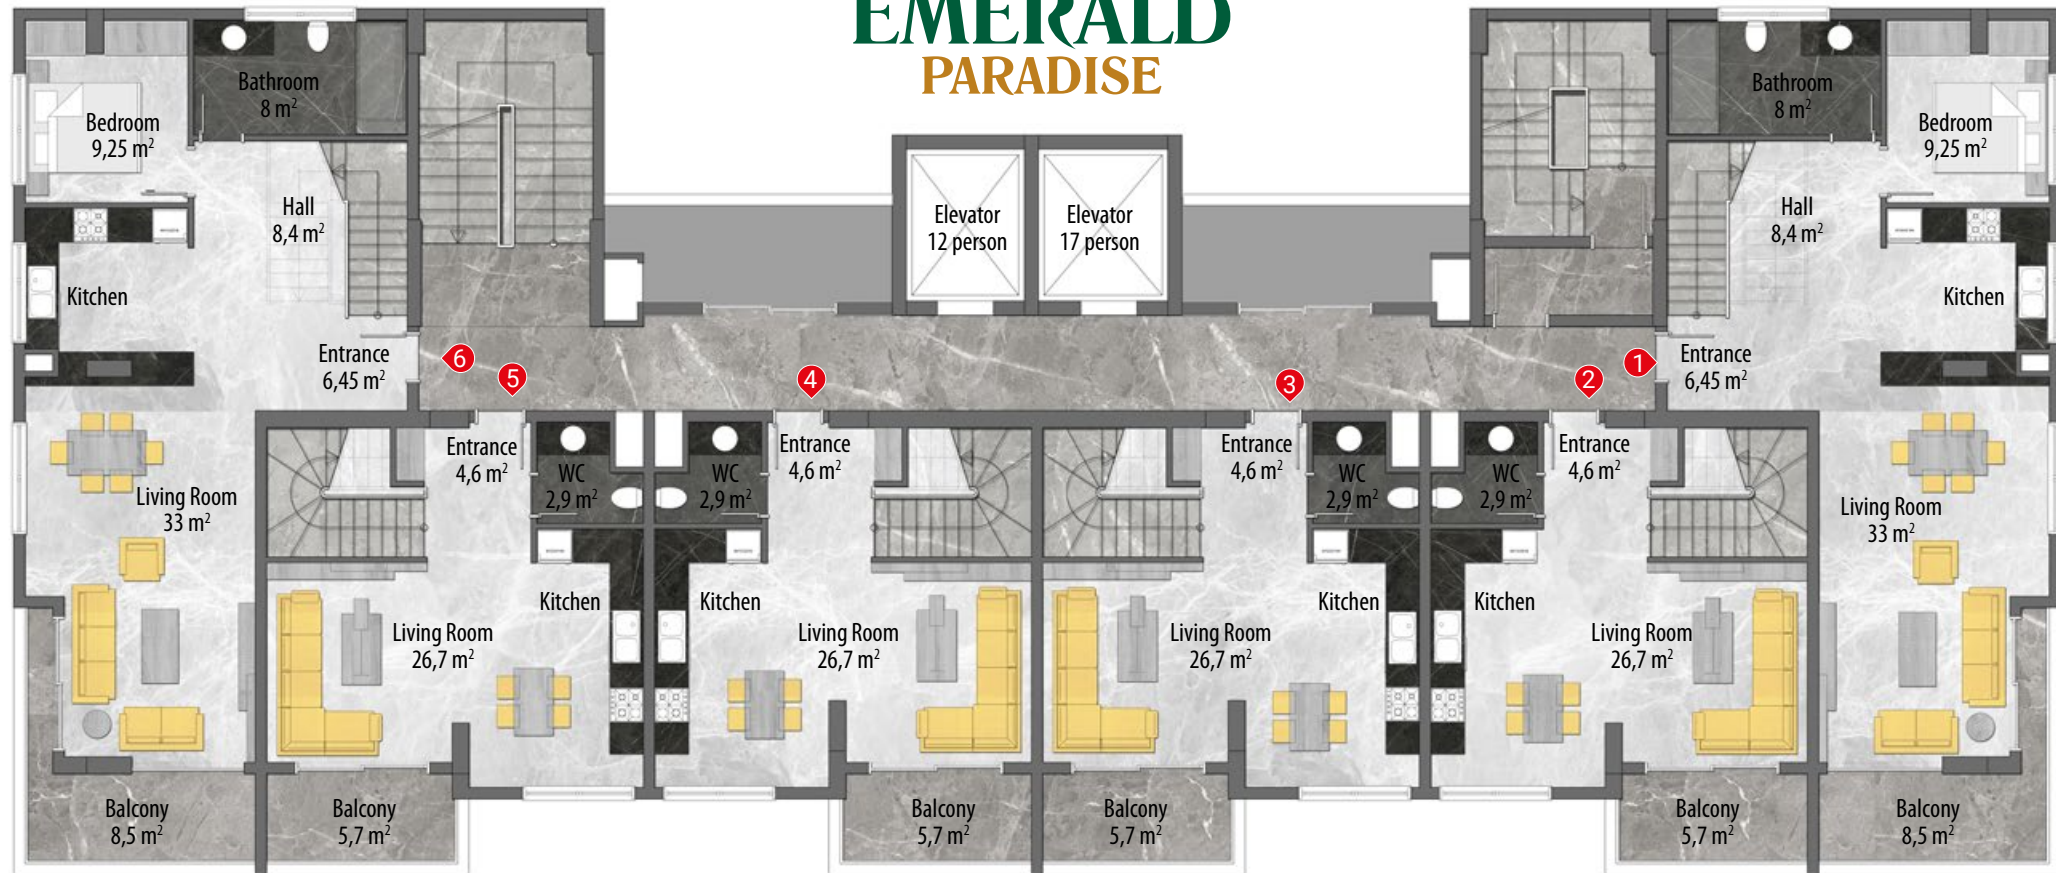 EMERALD
PARADISE
Bathroom
8 m²
Bedroom
9,25 m²
Hall
8,4 m²
Kitchen
Entrance
6,45 m²
Living Room
33 m²
Balcony
8,5 m²
Elevator
12 person
Elevator
17 person
Bathroom
8 m²
Bedroom
9,25 m²
Hall
8,4 m²
Kitchen
Entrance
6,45 m²
Living Room
33 m²
Balcony
8,5 m²
6
5
4
3
2
1
Entrance
4,6 m²
WC
2,9 m²
Kitchen
Living Room
26,7 m²
Balcony
5,7 m²
WC
2,9 m²
Entrance
4,6 m²
Kitchen
Living Room
26,7 m²
Balcony
5,7 m²
Entrance
4,6 m²
WC
2,9 m²
Kitchen
Living Room
26,7 m²
Balcony
5,7 m²
WC
2,9 m²
Entrance
4,6 m²
Kitchen
Living Room
26,7 m²
Balcony
5,7 m²